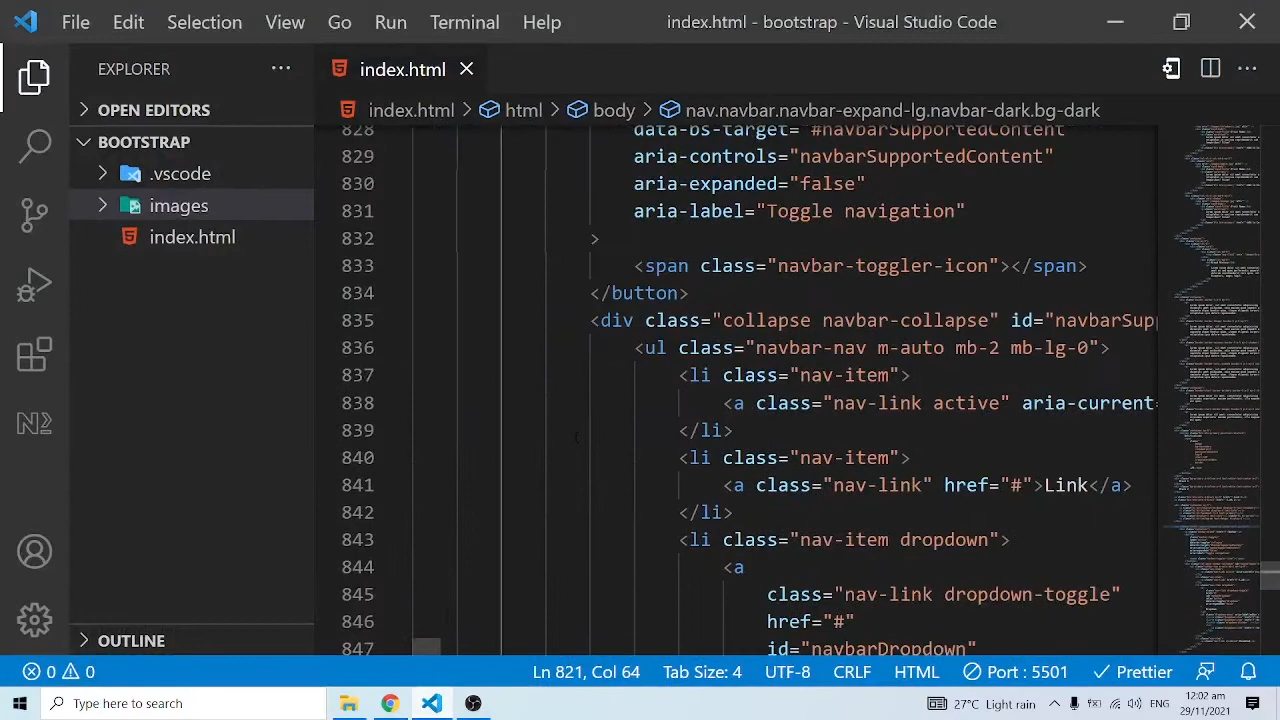 File Edit Selection View Go Run Terminal Help index.html - bootstrap - Visual Studio Code
EXPLORER
index.html
OPEN EDITORS
index.html html body nav.navbar.navbar-expand-lg.navbar-dark.bg-dark
BOOTSTRAP
.vscode
images
index.html
828 data-bs-target="#navbarSupportedContent
829 aria-controls="navbarSupportedContent"
830 aria-expanded="false"
831 aria-label="Toggle navigation"
832 >
833 <span class="navbar-toggler-icon"></span>
834 </button>
835 <div class="collapse navbar-collapse" id="navbarSupp
836 <ul class="navbar-nav m-auto mb-2 mb-lg-0">
837 <li class="nav-item">
838 <a class="nav-link active" aria-current=
839 </li>
840 <li class="nav-item">
841 <a class="nav-link" href="#">Link</a>
842 </li>
843 <li class="nav-item dropdown">
844 <a
845 class="nav-link dropdown-toggle"
846 href="#"
847 id="navbarDropdown"
OUTLINE
0 0 Ln 821, Col 64 Tab Size: 4 UTF-8 CRLF HTML Port : 5501 Prettier
Type here to search 27°C Light rain ENG 12:02 am
29/11/2021